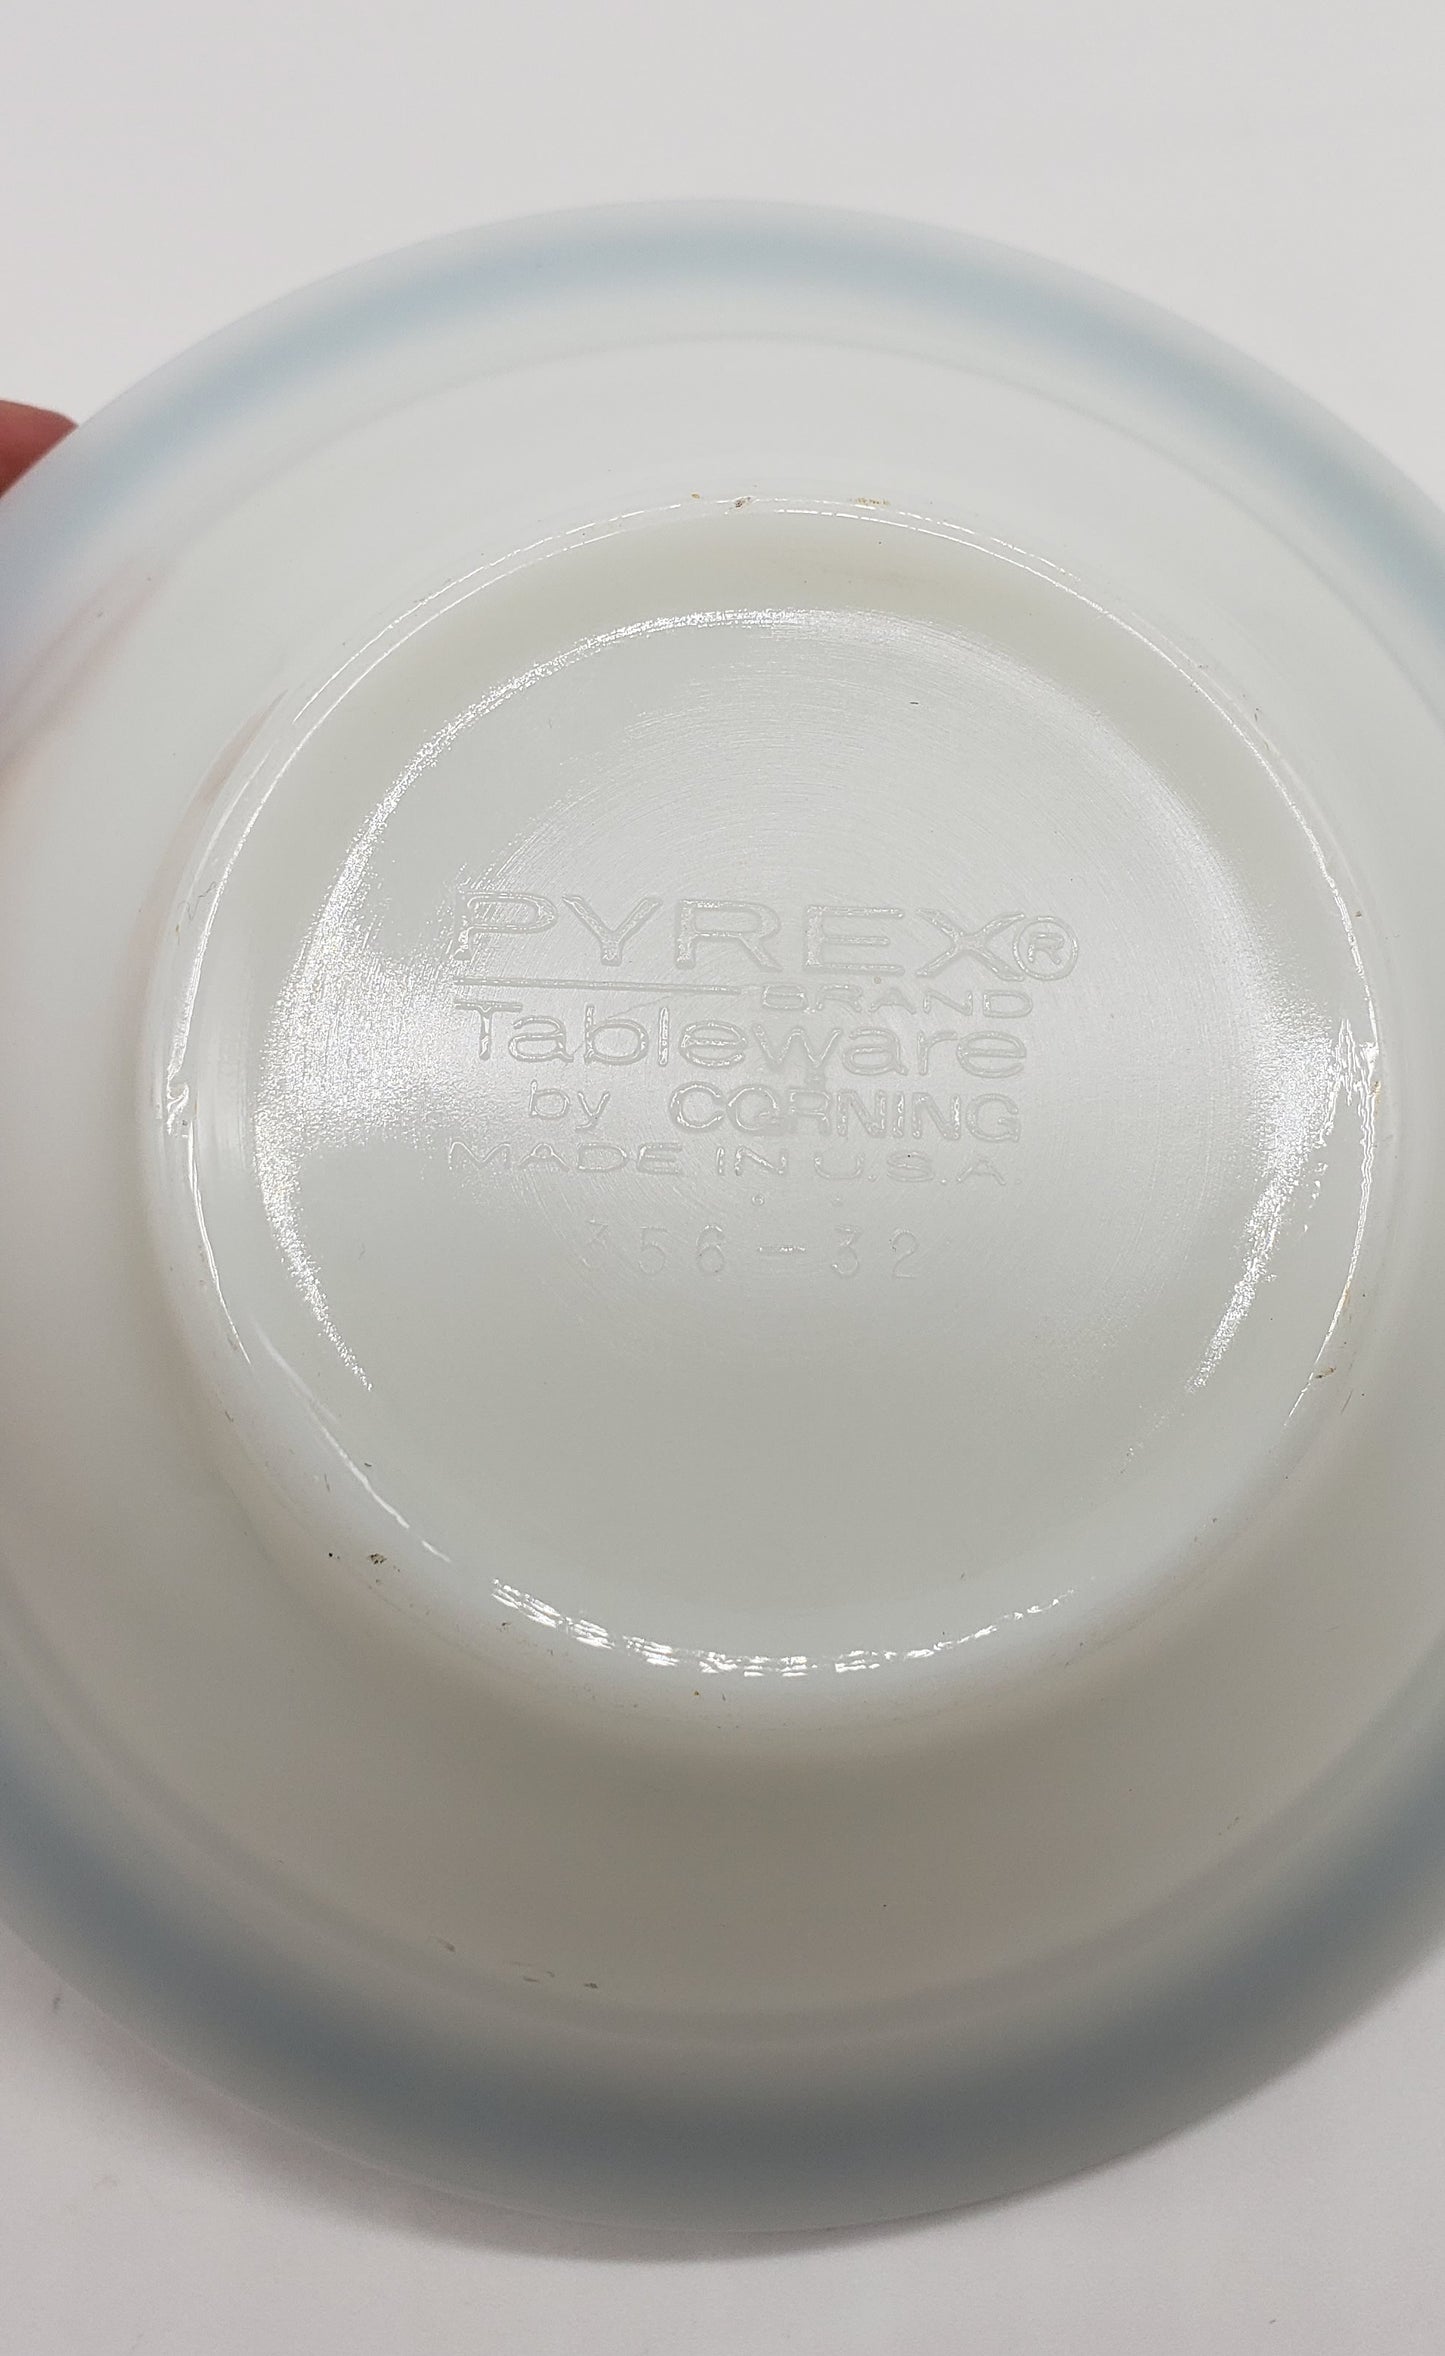 PYREX®
BRAND
Tableware
by CORNING
MADE IN U.S.A.
356-32